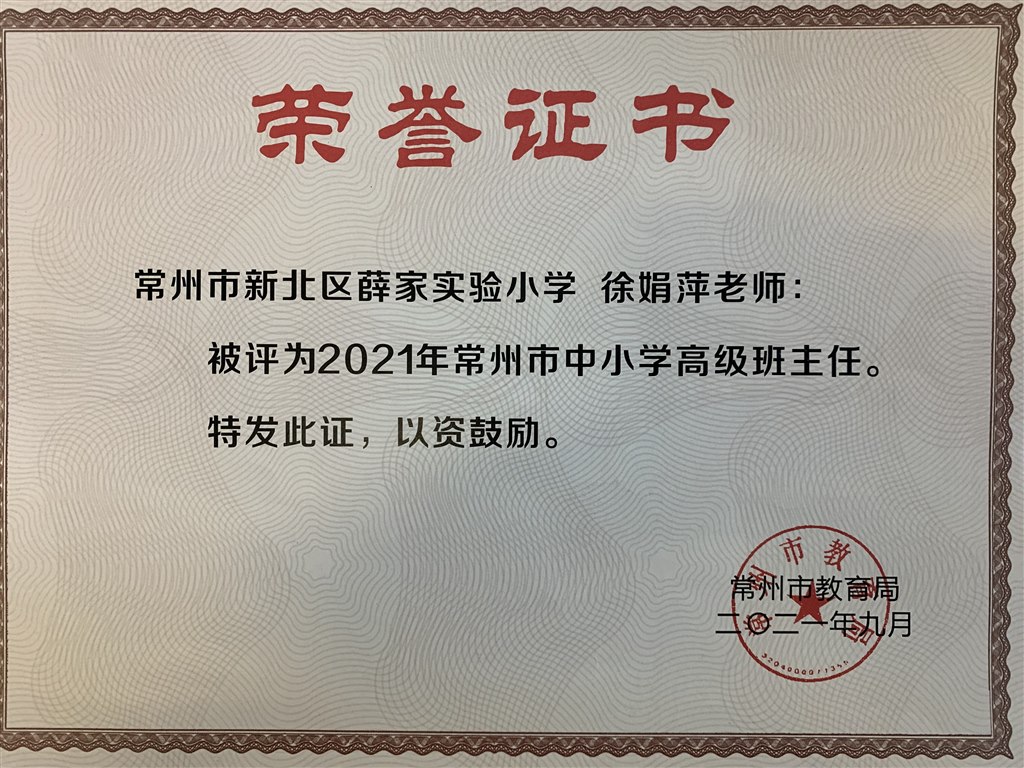 荣誉证书
常州市新北区薛家实验小学 徐娟萍老师：
被评为2021年常州市中小学高级班主任。
特发此证，以资鼓励。
常州市教育局
二〇二一年九月